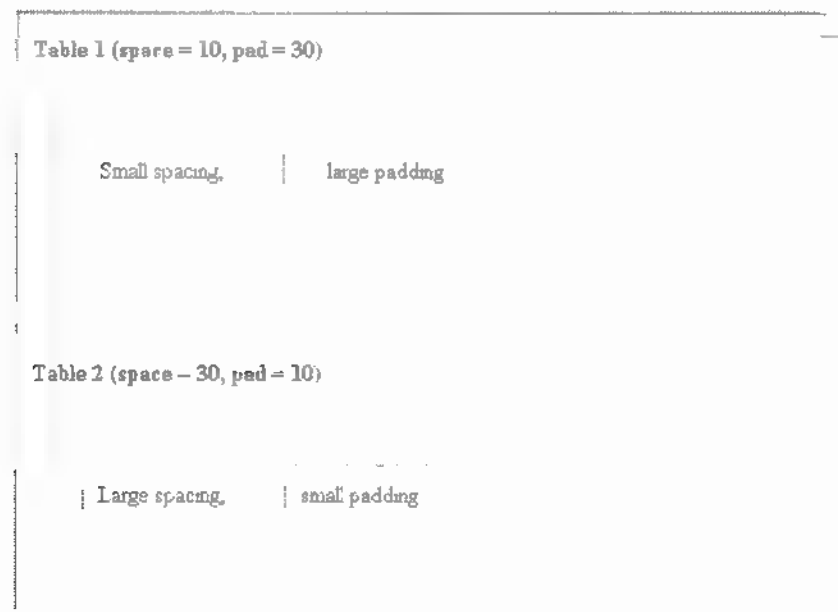 Table 1 (space = 10, pad = 30)
Small spacing, large padding
Table 2 (space = 30, pad = 10)
Large spacing, small padding